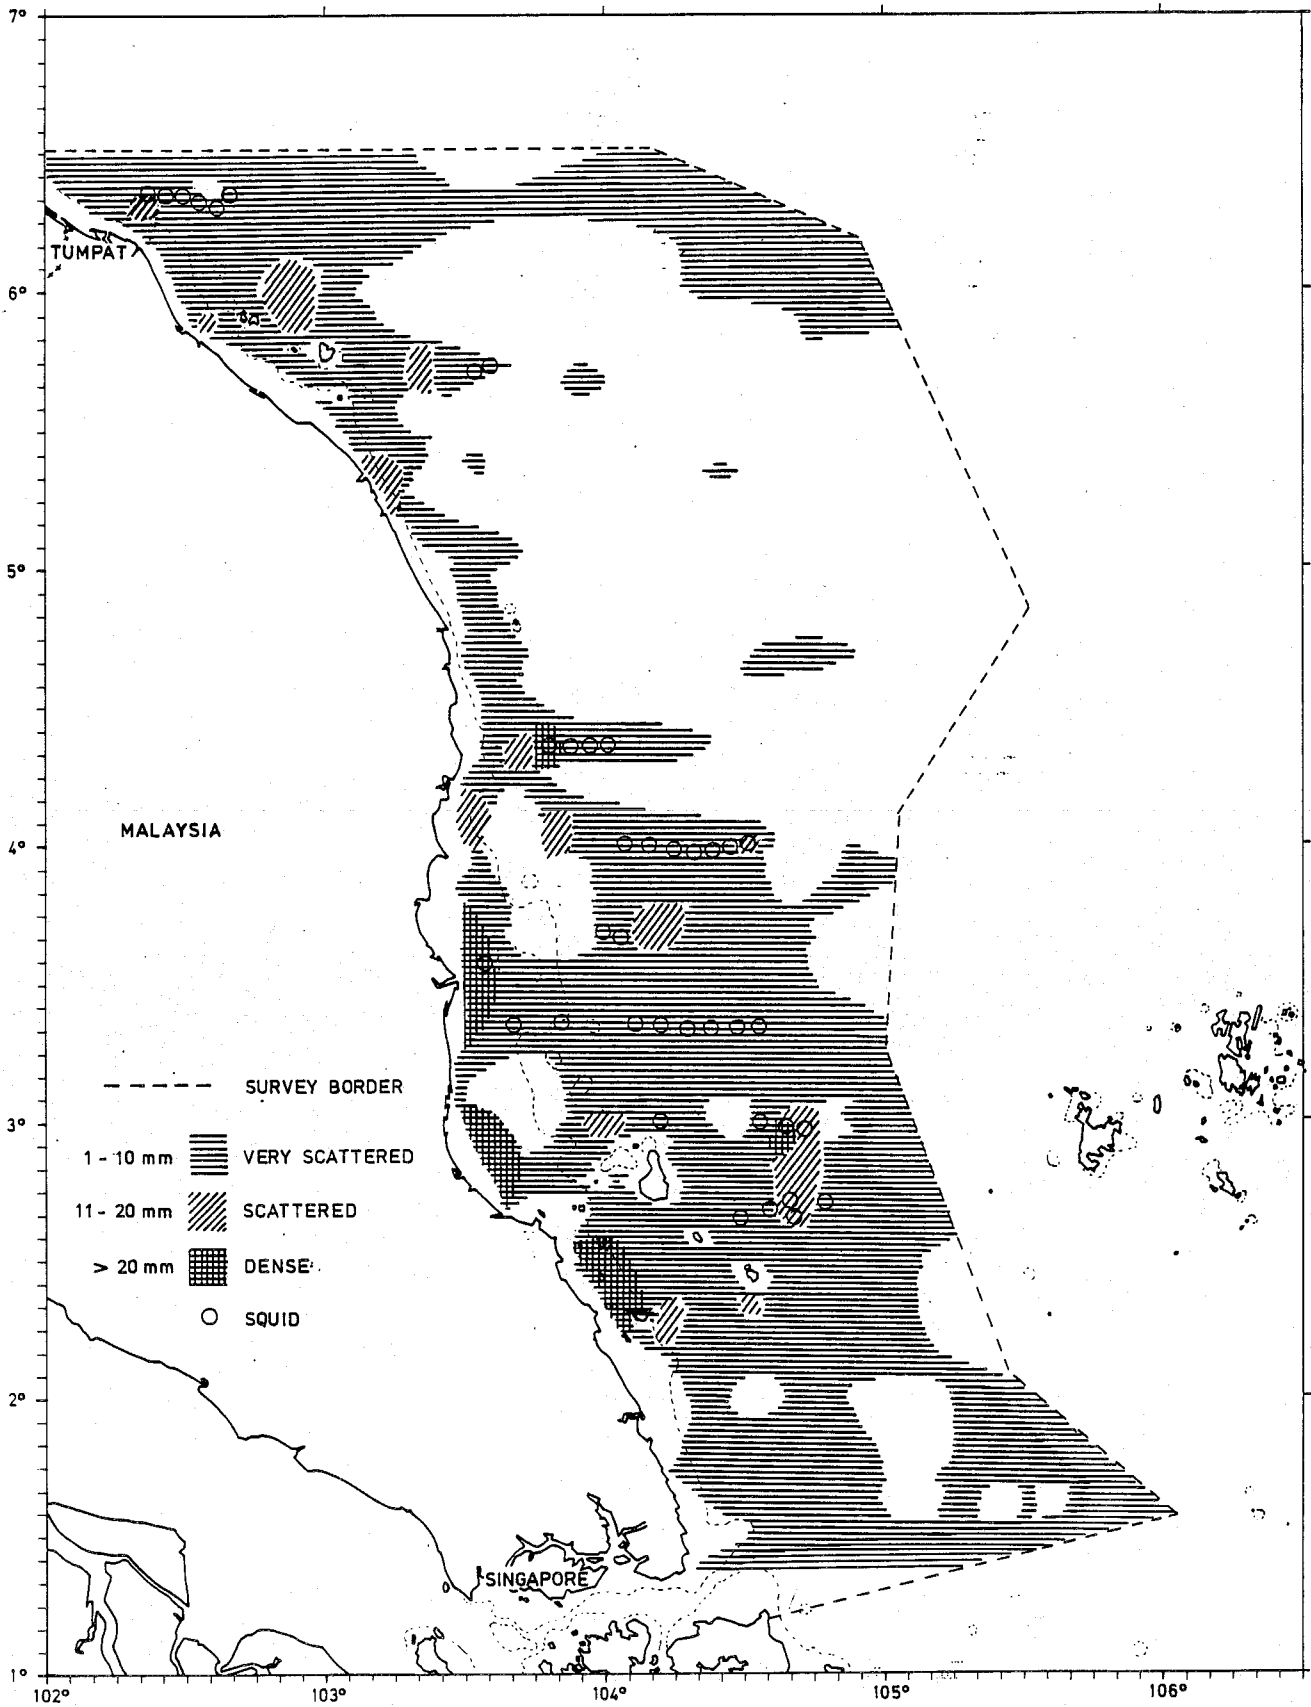 7°
TUMPAT
6°
5°
MALAYSIA
4°
SURVEY BORDER
3°
1 - 10 mm VERY SCATTERED
11 - 20 mm SCATTERED
> 20 mm DENSE
SQUID
2°
SINGAPORE
1°
102° 103° 104° 105° 106°